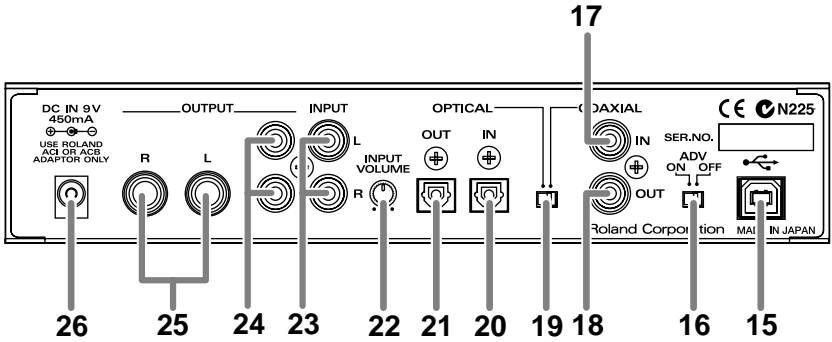 17
DC IN 9V
450mA
USE ROLAND
ACI OR ACB
ADAPTOR ONLY
OUTPUT
R
L
INPUT
L
R
INPUT
VOLUME
OPTICAL
OUT
IN
COAXIAL
IN
OUT
CE N225
SER.NO.
ADV
ON OFF
Roland Corporation
MADE IN JAPAN
26
25
24
23
22
21
20
19
18
16
15